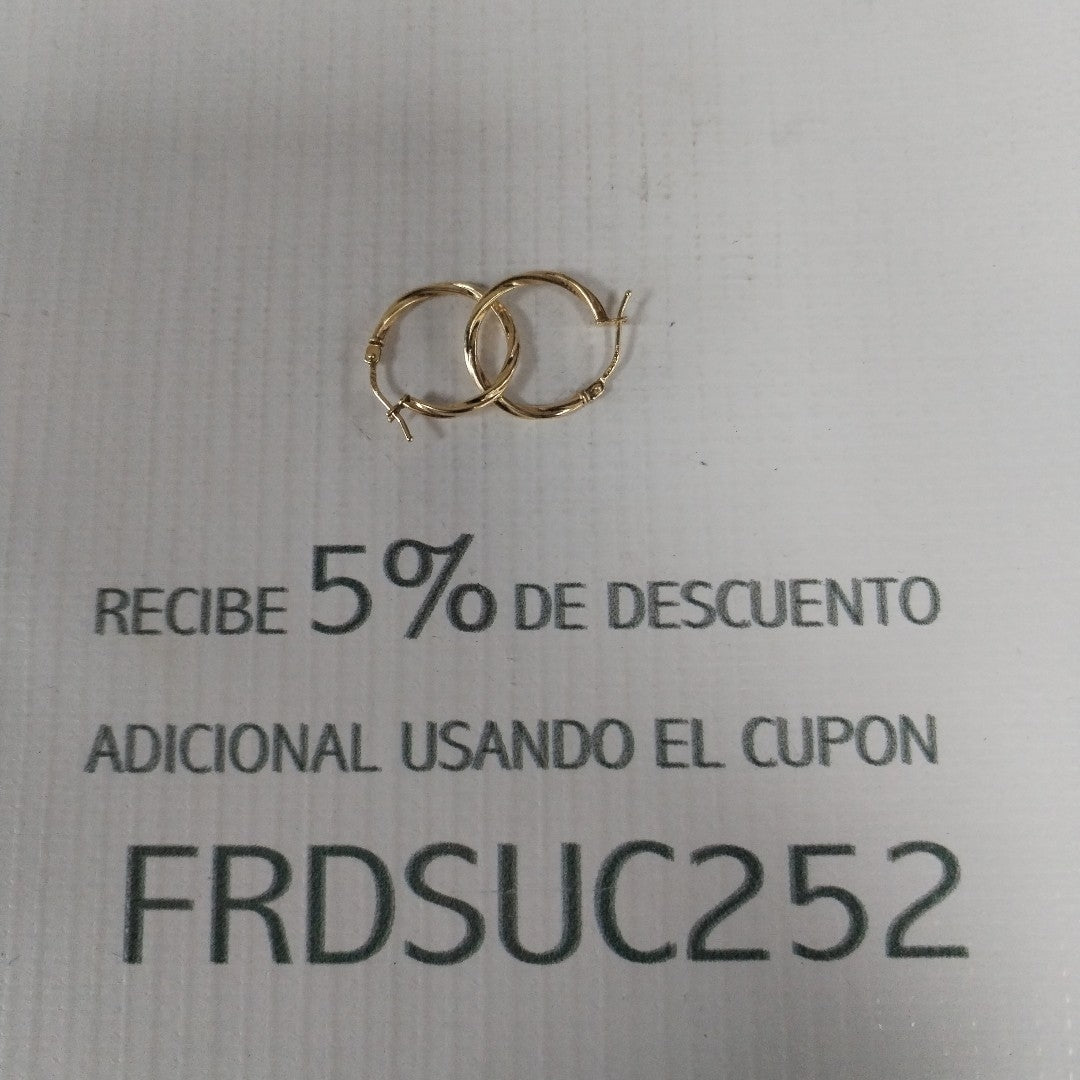 RECIBE 5% DE DESCUENTO
ADICIONAL USANDO EL CUPON
FRDSUC252